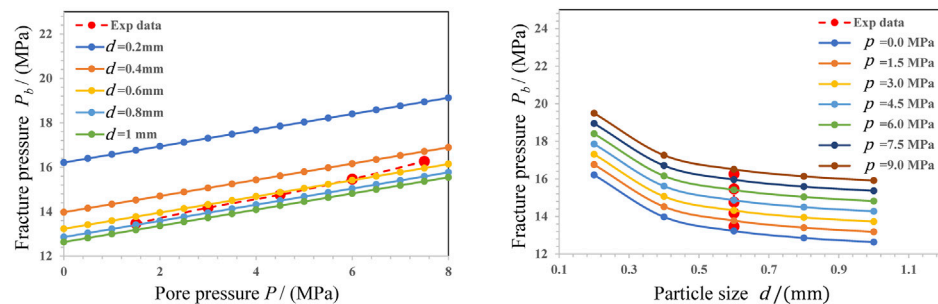 Fracture pressure P_b / (MPa)
22
20
18
16
14
12
Exp data
d =0.2mm
d =0.4mm
d =0.6mm
d =0.8mm
d =1 mm
0
2
4
6
8
Pore pressure P / (MPa)
Fracture pressure P_b / (MPa)
24
22
20
18
16
14
12
Exp data
p =0.0 MPa
p =1.5 MPa
p =3.0 MPa
p =4.5 MPa
p =6.0 MPa
p =7.5 MPa
p =9.0 MPa
0.1
0.3
0.5
0.7
0.9
1.1
Particle size d /(mm)